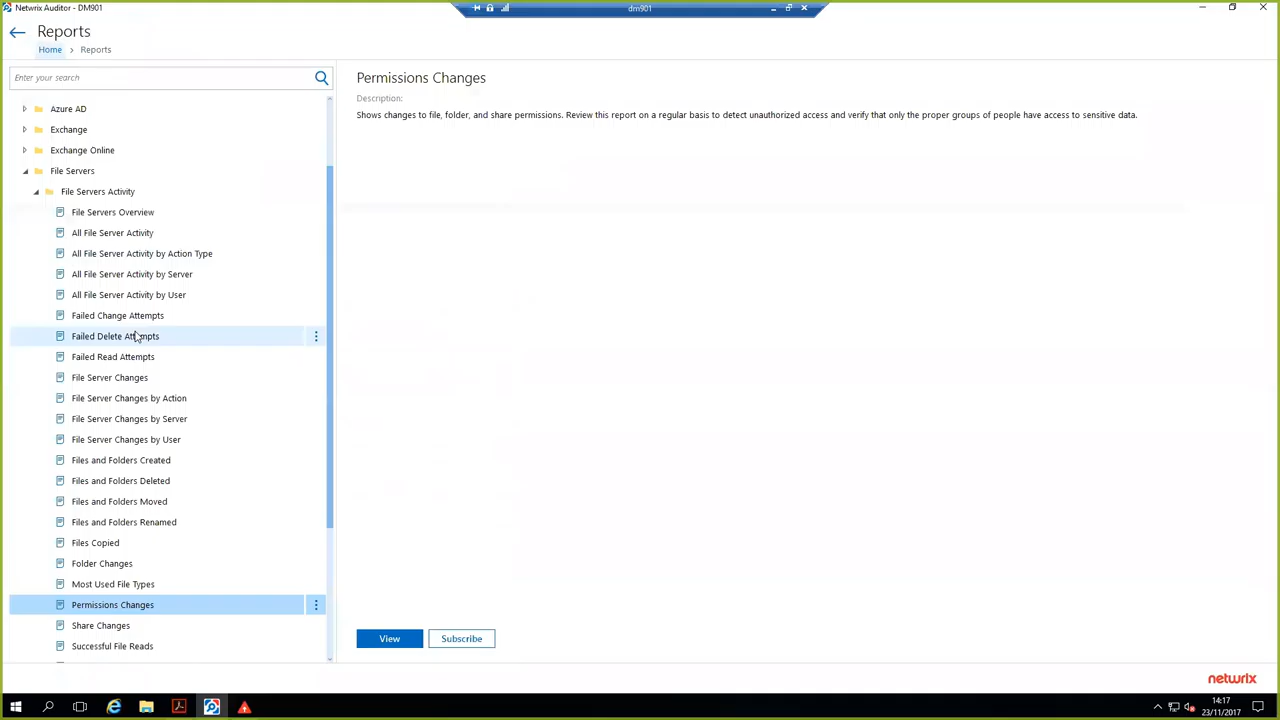 Netwrix Auditor - DM901
dm901
Reports
Home > Reports
Enter your search
Permissions Changes
Description:
Shows changes to file, folder, and share permissions. Review this report on a regular basis to detect unauthorized access and verify that only the proper groups of people have access to sensitive data.
Azure AD
Exchange
Exchange Online
File Servers
File Servers Activity
File Servers Overview
All File Server Activity
All File Server Activity by Action Type
All File Server Activity by Server
All File Server Activity by User
Failed Change Attempts
Failed Delete Attempts
Failed Read Attempts
File Server Changes
File Server Changes by Action
File Server Changes by Server
File Server Changes by User
Files and Folders Created
Files and Folders Deleted
Files and Folders Moved
Files and Folders Renamed
Files Copied
Folder Changes
Most Used File Types
Permissions Changes
Share Changes
Successful File Reads
View
Subscribe
netwrix
14:17
23/11/2017